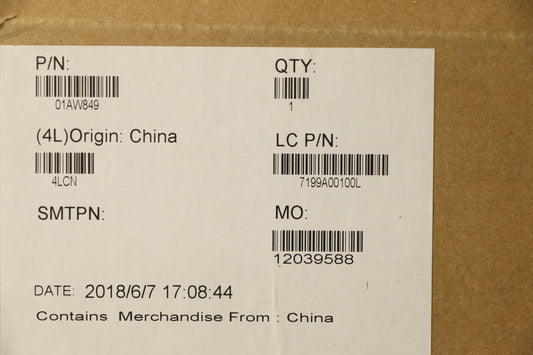 P/N:
01AW849
QTY:
1
(4L)Origin: China
4LCN
LC P/N:
7199A00100L
SMTPN:
MO:
12039588
DATE: 2018/6/7 17:08:44
Contains Merchandise From : China